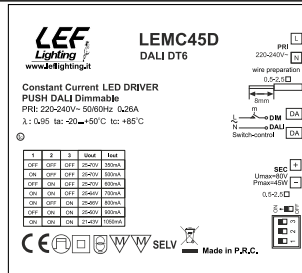 LEF
Lighting
www.leflighting.it
LEMC45D
DALI DT6
Constant Current LED DRIVER
PUSH DALI Dimmable
PRI: 220-240V~ 50/60Hz 0.26A
λ: 0.95 ta: -20...+50°C tc: +85°C
1 2 3 Uout Iout
OFF OFF OFF 25-70V 350mA
ON OFF OFF 25-70V 500mA
OFF ON OFF 25-70V 600mA
ON ON OFF 25-64V 700mA
OFF OFF ON 25-56V 800mA
OFF ON ON 25-50V 900mA
ON ON ON 21-43V 1050mA
SELV
Made in P.R.C.
PRI
220-240V~
L
N
wire preparation
0.5-2.5
8mm
m
L
N
DIM
DALI
Switch-control
DA
DA
SEC
Umax=80V
Pmax=45W
+
-
0.5-2.5
ON
ON
1 2 3